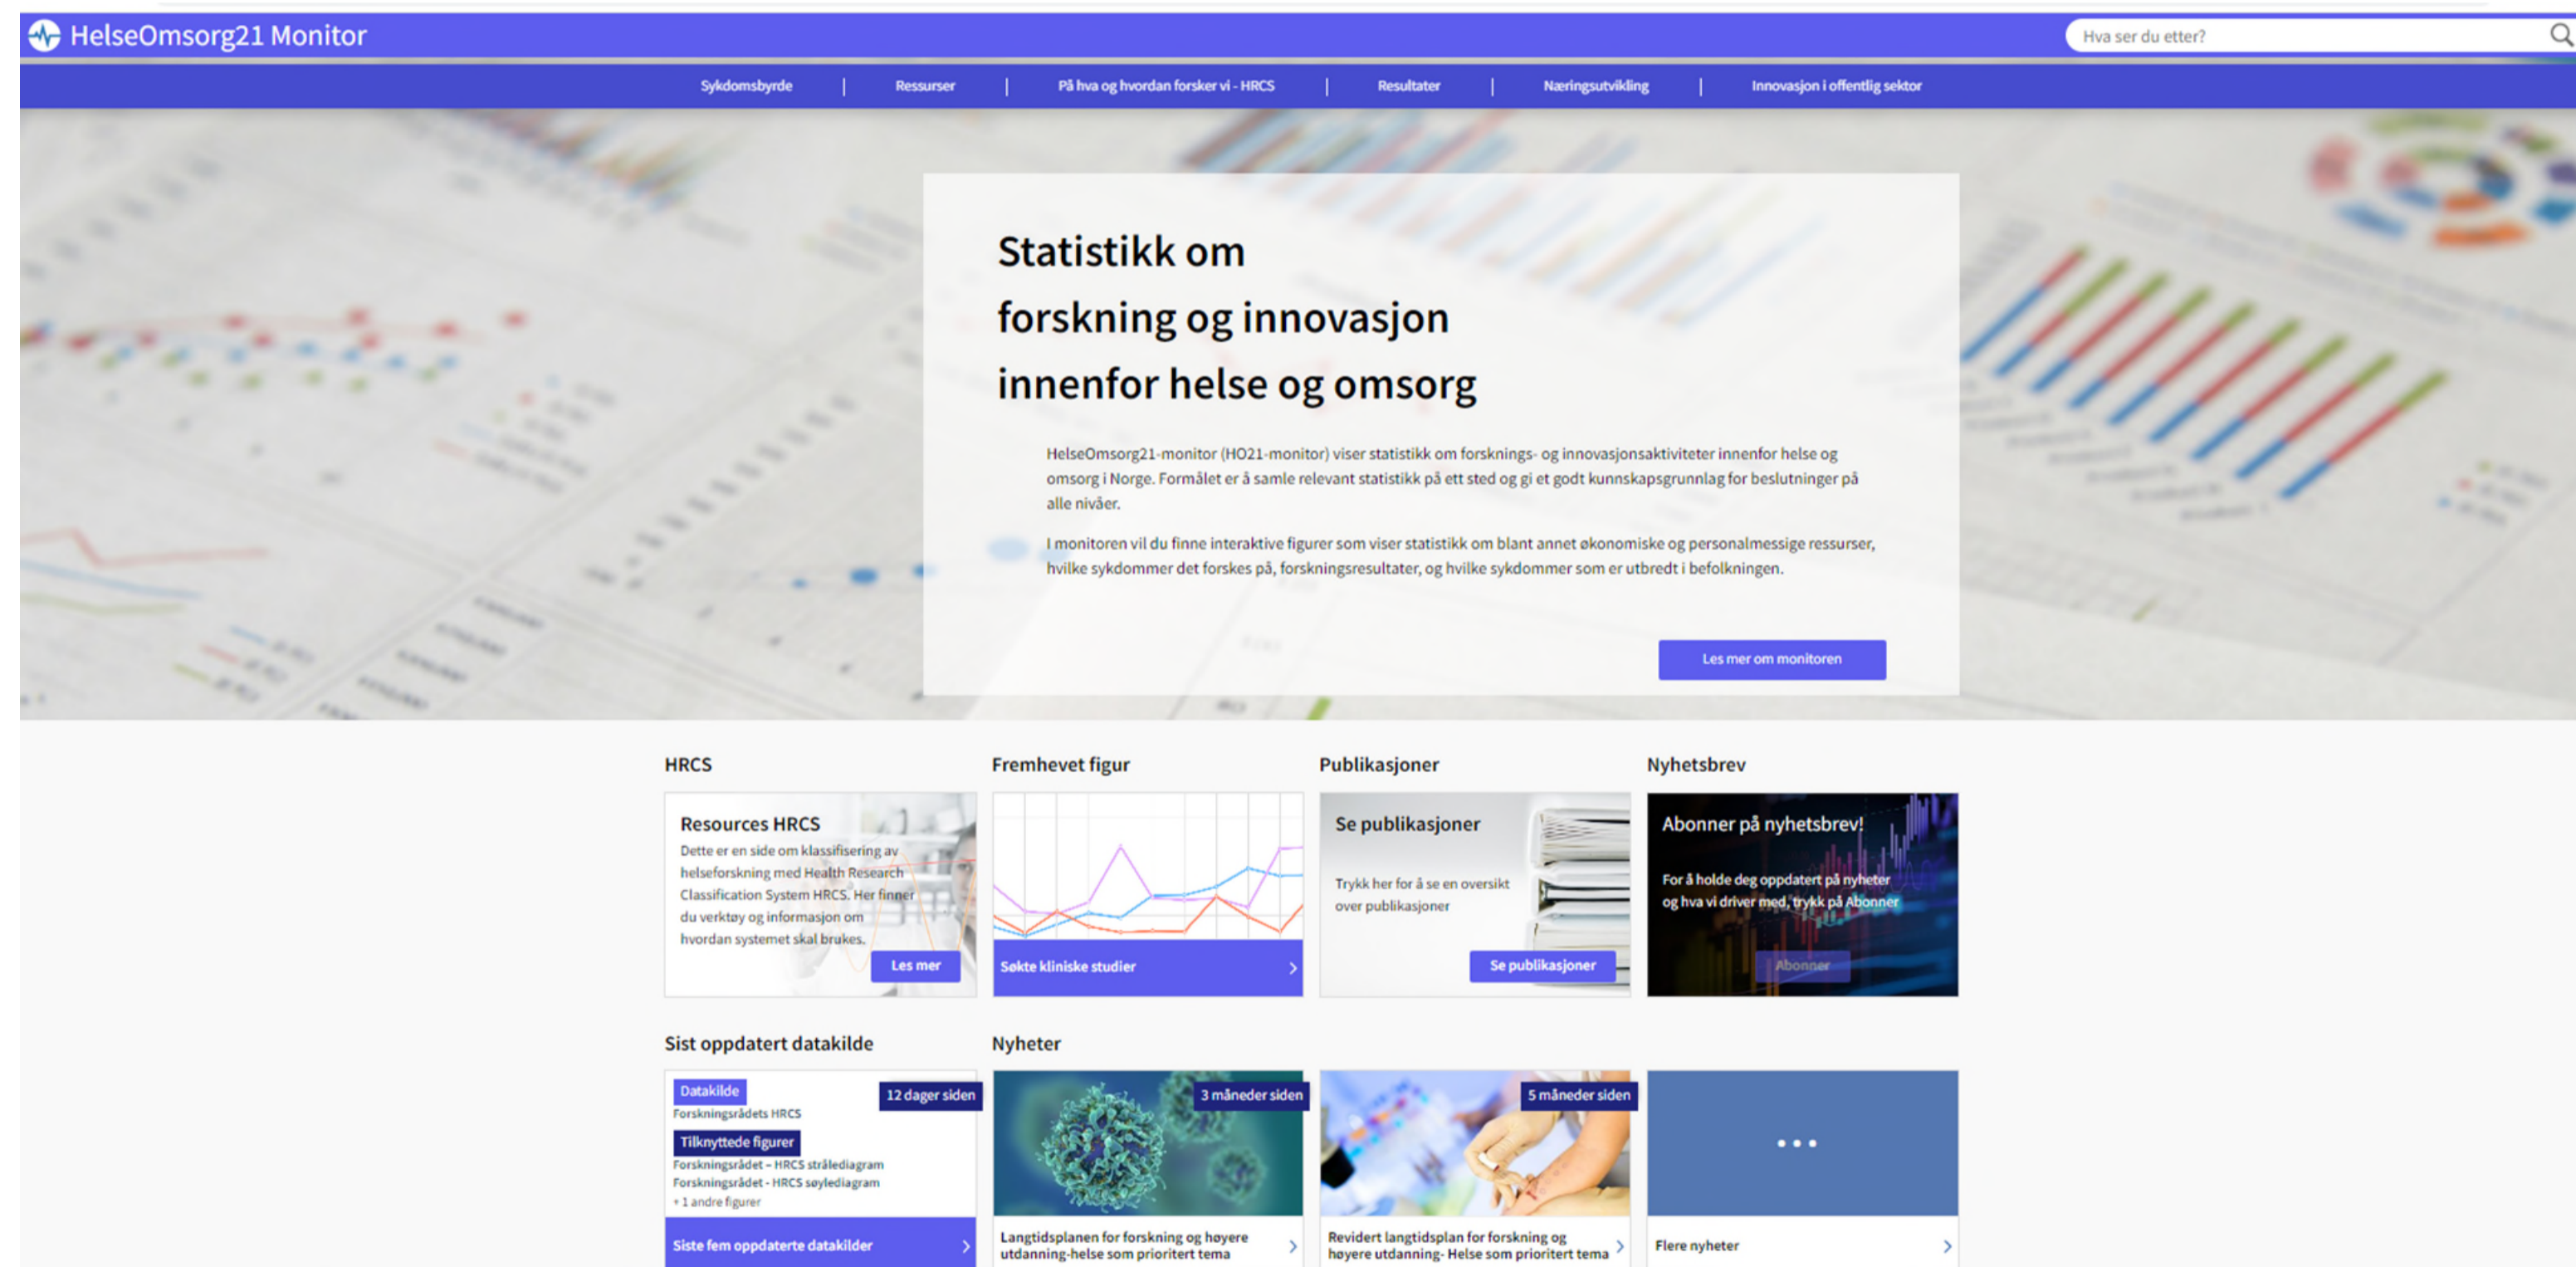 HelseOmsorg21 Monitor
Hva ser du etter?
Sykdomsbyrde
Ressurser
På hva og hvordan forsker vi - HRCS
Resultater
Næringsutvikling
Innovasjon i offentlig sektor
Statistikk om
forskning og innovasjon
innenfor helse og omsorg
HelseOmsorg21-monitor (HO21-monitor) viser statistikk om forsknings- og innovasjonsaktiviteter innenfor helse og
omsorg i Norge. Formålet er å samle relevant statistikk på ett sted og gi et godt kunnskapsgrunnlag for beslutninger på
alle nivåer.
I monitoren vil du finne interaktive figurer som viser statistikk om blant annet økonomiske og personalmessige ressurser,
hvilke sykdommer det forskes på, forskningsresultater, og hvilke sykdommer som er utbredt i befolkningen.
Les mer om monitoren
HRCS
Resources HRCS
Dette er en side om klassifisering av
helseforskning med Health Research
Classification System HRCS. Her finner
du verktøy og informasjon om
hvordan systemet skal brukes.
Les mer
Fremhevet figur
Søkte kliniske studier
Publikasjoner
Se publikasjoner
Trykk her for å se en oversikt
over publikasjoner
Se publikasjoner
Nyhetsbrev
Abonner på nyhetsbrev!
For å holde deg oppdatert på nyheter
og hva vi driver med, trykk på Abonner
Abonner
Sist oppdatert datakilde
Datakilde
12 dager siden
Forskningsrådets HRCS
Tilknyttede figurer
Forskningsrådet – HRCS strålediagram
Forskningsrådet - HRCS søylediagram
+ 1 andre figurer
Siste fem oppdaterte datakilder
Nyheter
3 måneder siden
Langtidsplanen for forskning og høyere
utdanning-helse som prioritert tema
5 måneder siden
Revidert langtidsplan for forskning og
høyere utdanning- Helse som prioritert tema
Flere nyheter